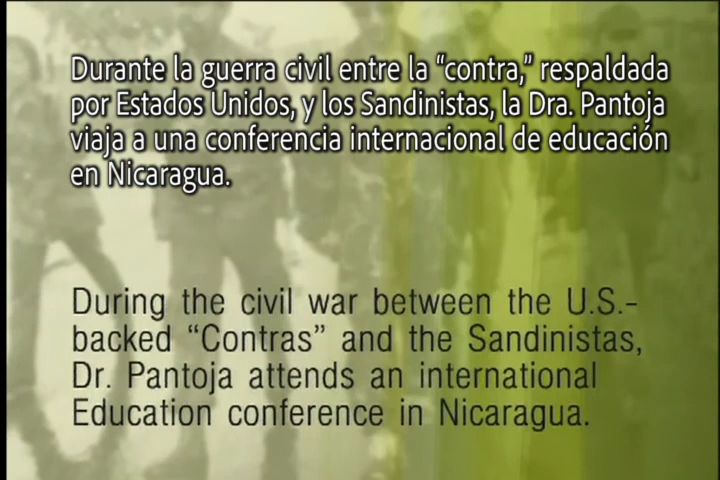 Durante la guerra civil entre la “contra,” respaldada
por Estados Unidos, y los Sandinistas, la Dra. Pantoja
viaja a una conferencia internacional de educación
en Nicaragua.
During the civil war between the U.S.-
backed “Contras” and the Sandinistas,
Dr. Pantoja attends an international
Education conference in Nicaragua.